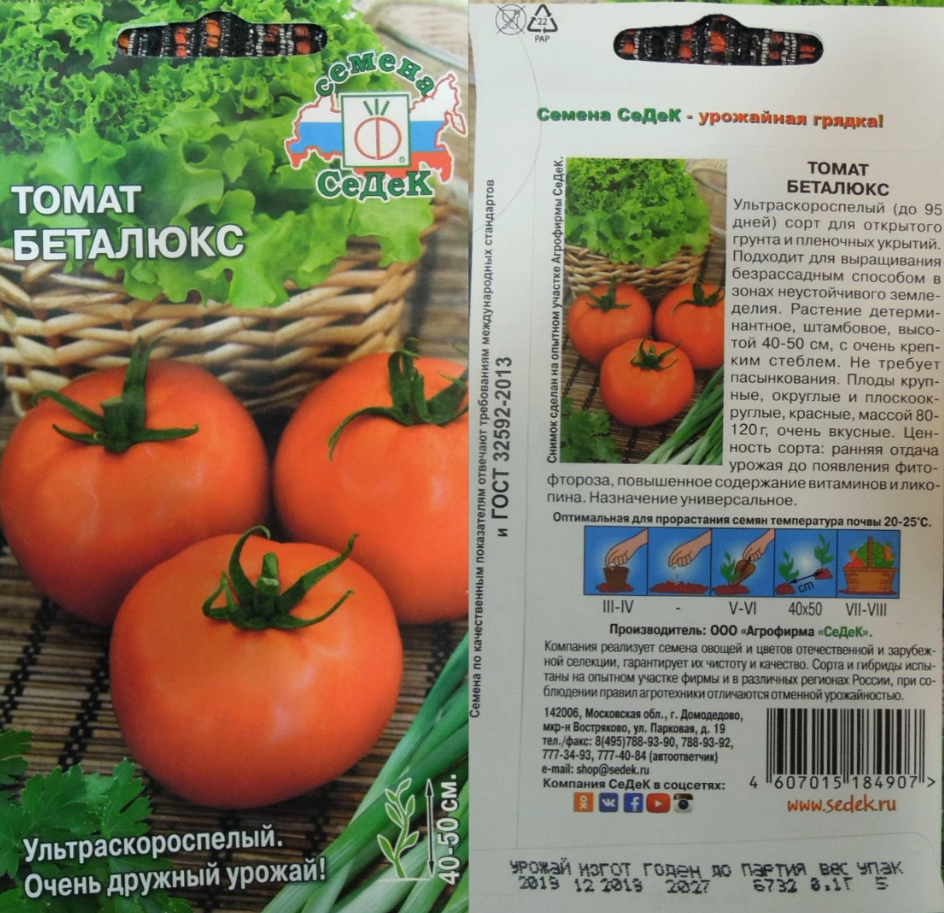 семена
СеДеК
ТОМАТ
БЕТАЛЮКС
Ультраскороспелый.
Очень дружный урожай!
40-50 см.
22
PAP
Семена СеДеК - урожайная грядка!
Семена по качественным показателям отвечают требованиям международных стандартов
и ГОСТ 32592-2013
Снимок сделан на опытном участке Агрофирмы СеДеК.
ТОМАТ
БЕТАЛЮКС
Ультраскороспелый (до 95
дней) сорт для открытого
грунта и пленочных укрытий.
Подходит для выращивания
безрассадным способом в
зонах неустойчивого земле-
делия. Растение детерми-
нантное, штамбовое, высо-
той 40-50 см, с очень креп-
ким стеблем. Не требует
пасынкования. Плоды круп-
ные, округлые и плоскоок-
руглые, красные, массой 80-
120 г, очень вкусные. Цен-
ность сорта: ранняя отдача
урожая до появления фито-
фтороза, повышенное содержание витаминов и лико-
пина. Назначение универсальное.
Оптимальная для прорастания семян температура почвы 20-25°С.
cm
III-IV - V-VI 40x50 VII-VIII
Производитель: ООО «Агрофирма «СеДеК».
Компания реализует семена овощей и цветов отечественной и зарубеж-
ной селекции, гарантирует их чистоту и качество. Сорта и гибриды испы-
таны на опытном участке фирмы и в различных регионах России, при со-
блюдении правил агротехники отличаются отменной урожайностью.
142006, Московская обл., г. Домодедово,
мкр-н Востряково, ул. Парковая, д. 19
тел./факс: 8(495)788-93-90, 788-93-92,
777-34-93, 777-40-84 (автоответчик)
e-mail: shop@sedek.ru
Компания СеДеК в соцсетях:
4 607015 184907 >
www.sedek.ru
УРОЖАЙ ИЗГОТ ГОДЕН ДО ПАРТИЯ ВЕС УПАК
2019 12 2019 2027 6732 0.1Г 5